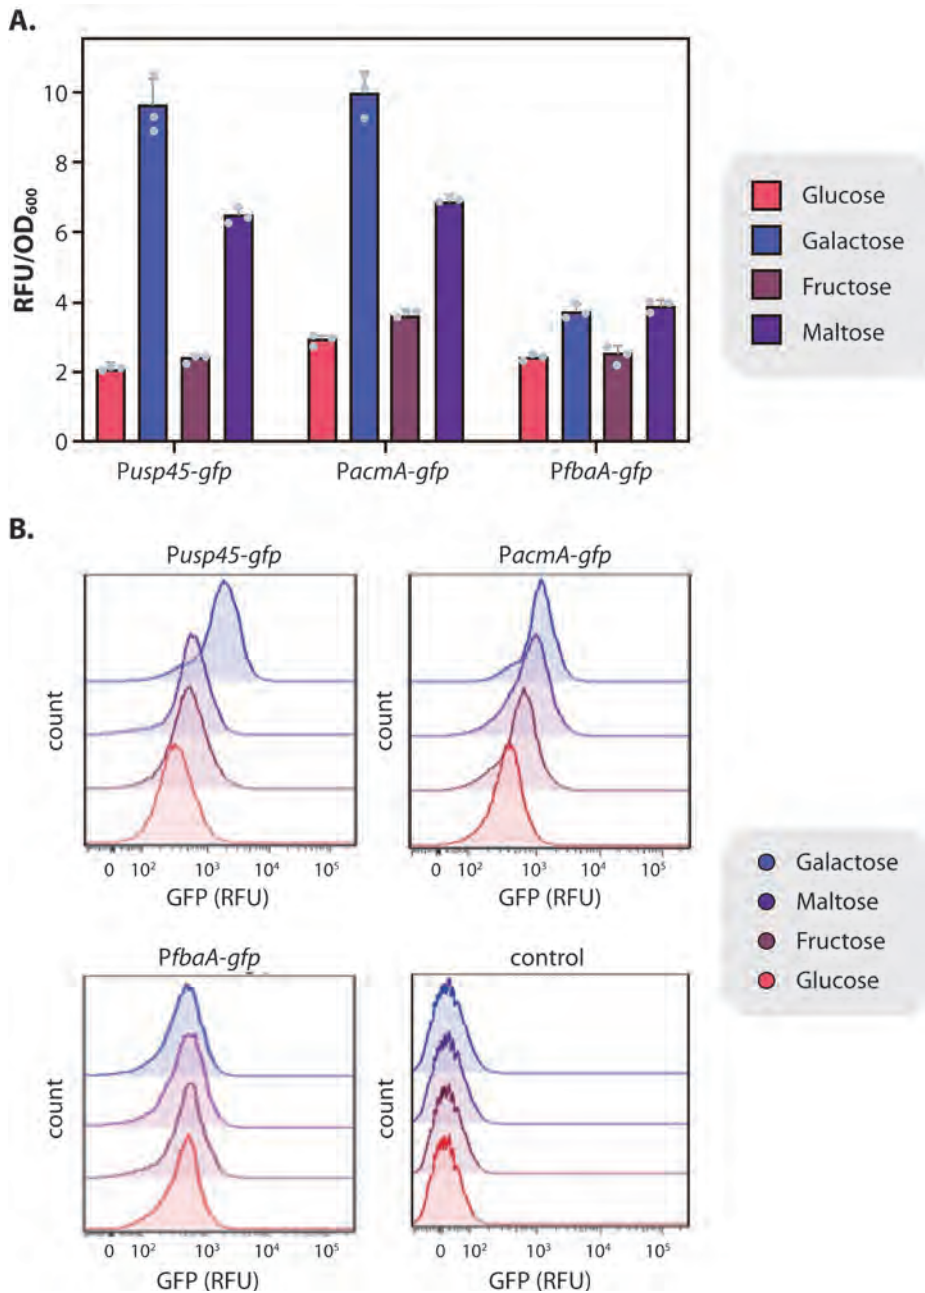 A.
RFU/OD600
10
8
6
4
2
0
Pusp45-gfp PacmA-gfp PfbaA-gfp
Glucose
Galactose
Fructose
Maltose
B.
Pusp45-gfp PacmA-gfp
count count
0 10² 10³ 10⁴ 10⁵ 0 10² 10³ 10⁴ 10⁵
GFP (RFU) GFP (RFU)
PfbaA-gfp control
count count
0 10² 10³ 10⁴ 10⁵ 0 10² 10³ 10⁴ 10⁵
GFP (RFU) GFP (RFU)
Galactose
Maltose
Fructose
Glucose